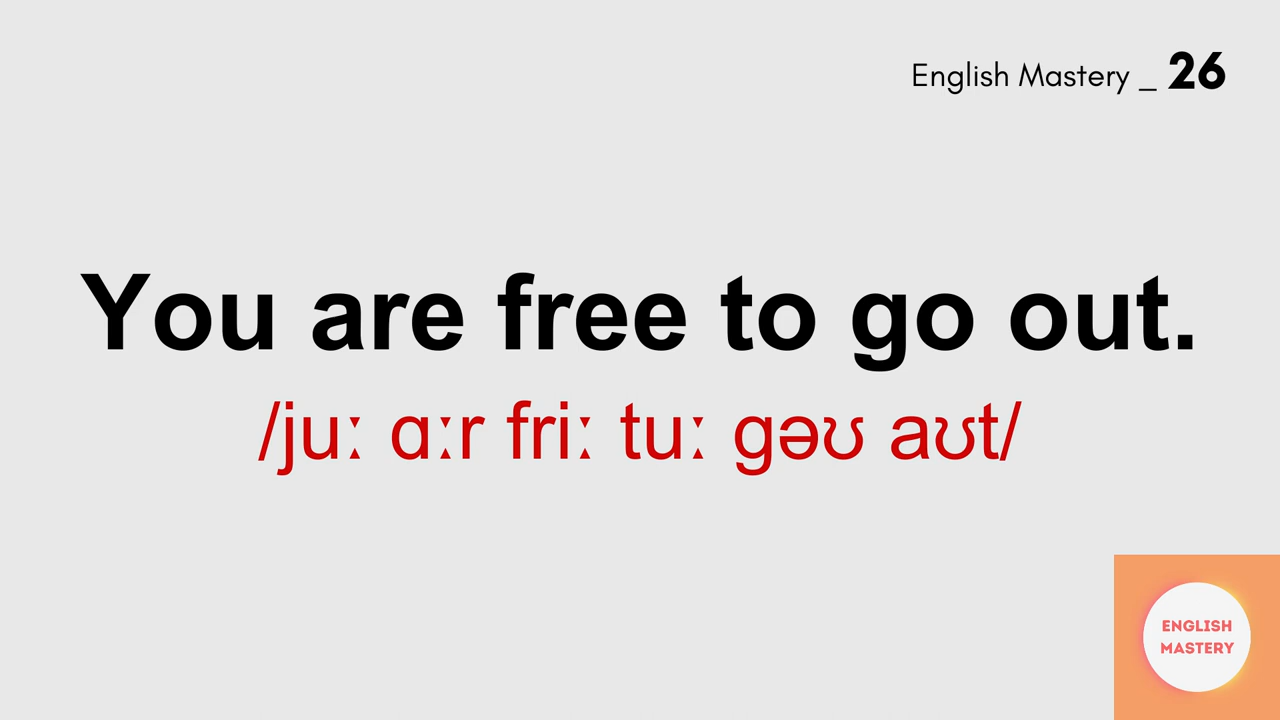 English Mastery _ 26
You are free to go out.
/juː ɑːr friː tuː gəʊ aʊt/
ENGLISH
MASTERY